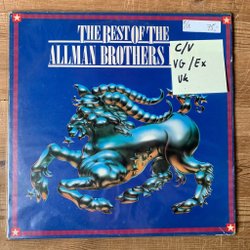 THE BEST OF THE
ALLMAN BROTHERS
C/V
VG/Ex
UK